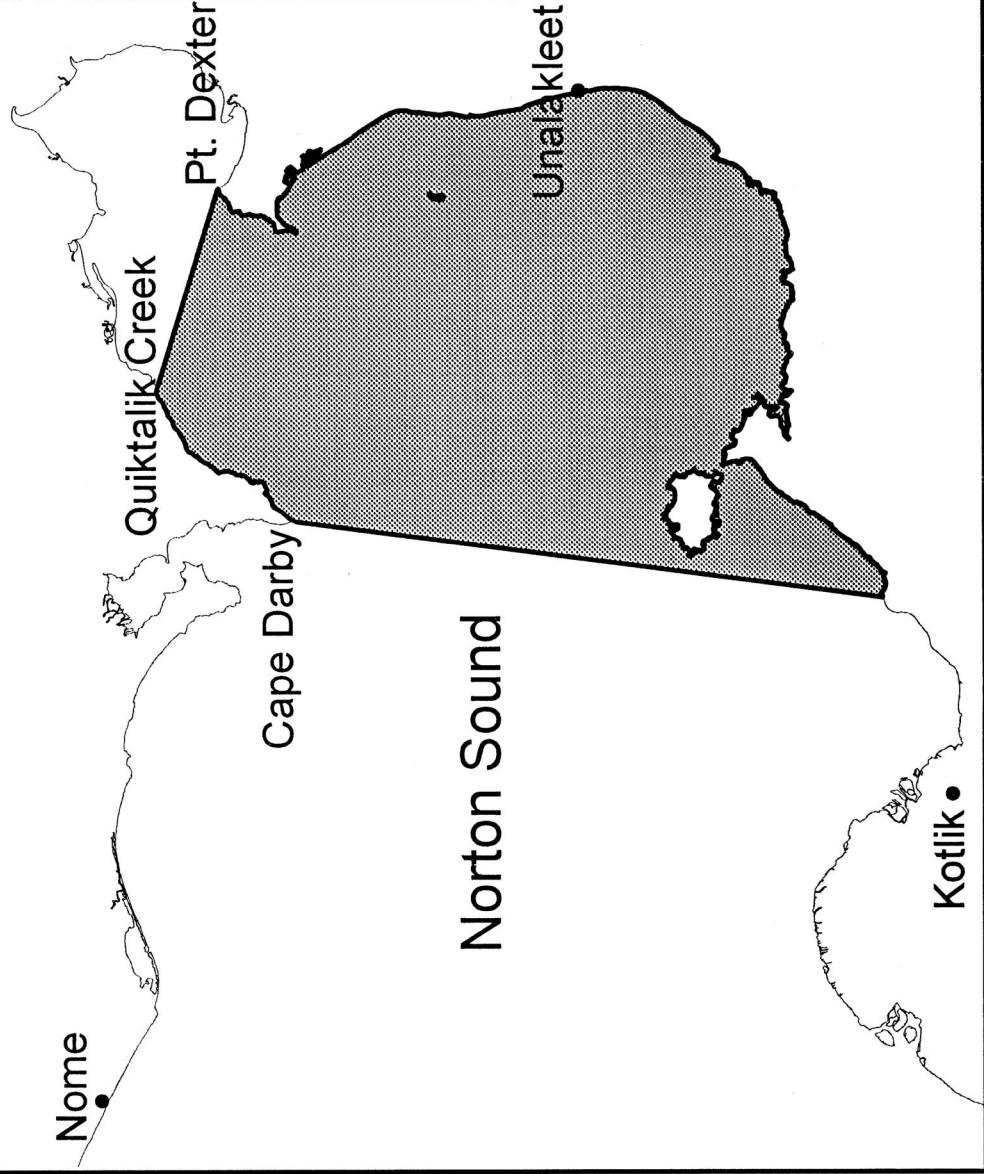 Nome
Quiktalik Creek
Pt. Dexter
Cape Darby
Norton Sound
Unalakleet
Kotlik